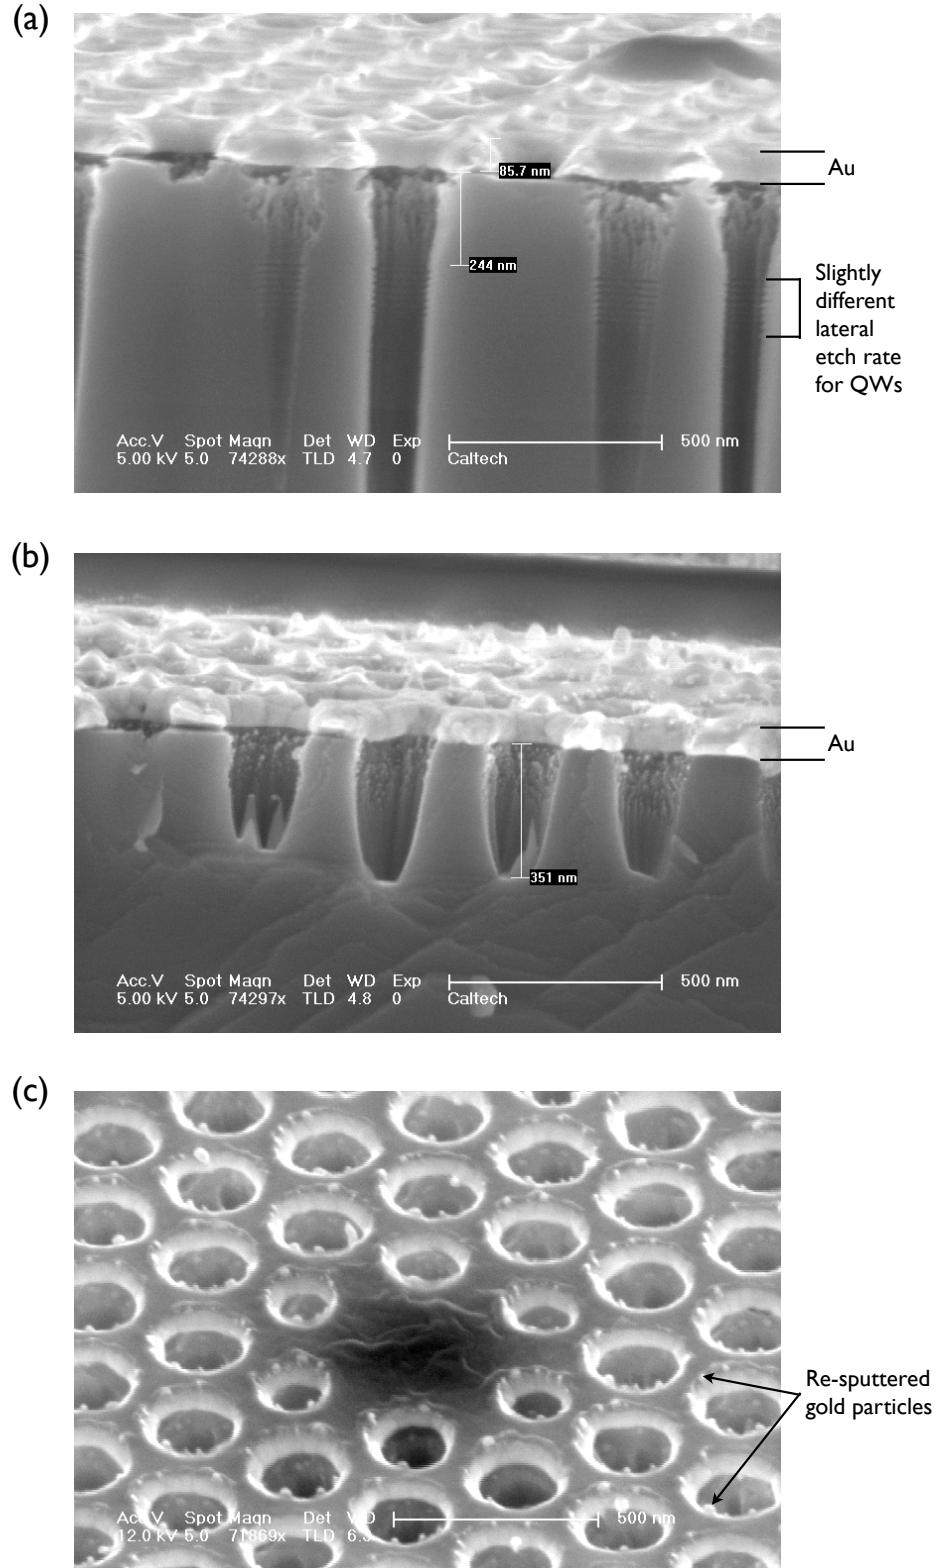 (a)
85.7 nm
Au
244 nm
Slightly
different
lateral
etch rate
for QWs
Acc.V Spot Magn Det WD Exp
500 nm
5.00 kV 5.0 74288x TLD 4.7 0 Caltech
(b)
Au
351 nm
Acc.V Spot Magn Det WD Exp
500 nm
5.00 kV 5.0 74297x TLD 4.8 0 Caltech
(c)
Re-sputtered
gold particles
Spot Magn Det
500 nm
12.0 kV 5.0 71869x TLD